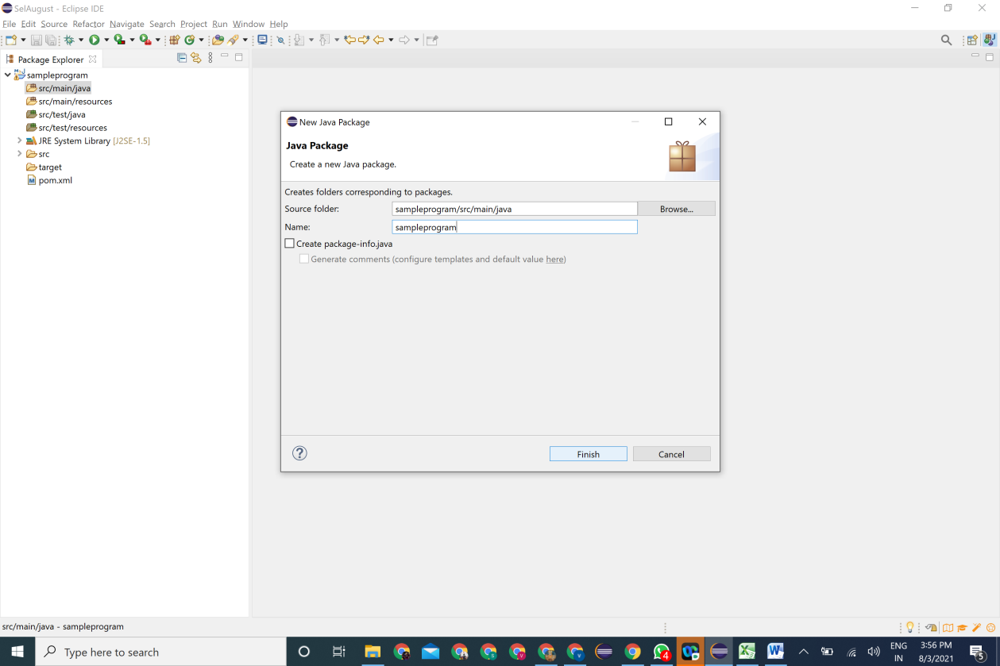 SelAugust - Eclipse IDE
File Edit Source Refactor Navigate Search Project Run Window Help
Package Explorer
sampleprogram
src/main/java
src/main/resources
src/test/java
src/test/resources
JRE System Library [J2SE-1.5]
src
target
pom.xml
New Java Package
Java Package
Create a new Java package.
Creates folders corresponding to packages.
Source folder: sampleprogram/src/main/java Browse...
Name: sampleprogram
Create package-info.java
Generate comments (configure templates and default value here)
? Finish Cancel
src/main/java - sampleprogram
Type here to search
4
ENG
IN
3:56 PM
8/3/2021
5